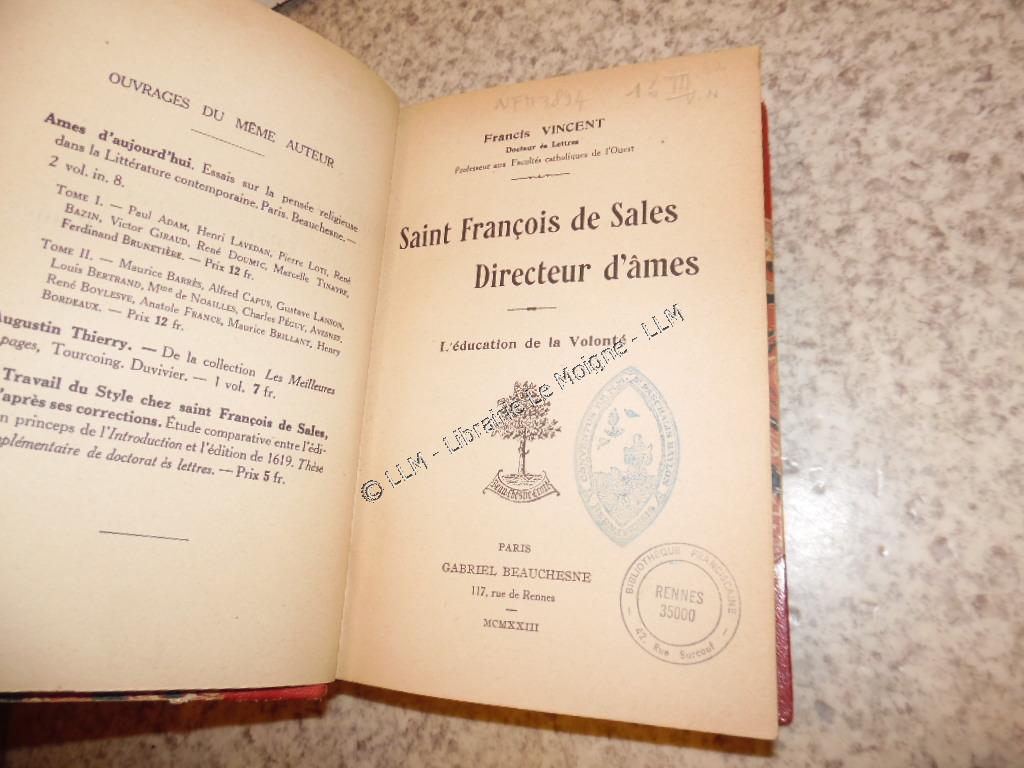 OUVRAGES DU MÊME AUTEUR
Ames d'aujourd'hui. Essais sur la pensée religieuse
dans la Littérature contemporaine. Paris. Beauchesne. —
2 vol. in. 8.
TOME I. — Paul ADAM, Henri LAVEDAN, Pierre LOTI, René
BAZIN, Victor GIRAUD, René DOUMIC, Marcelle TINAYRE,
Ferdinand BRUNETIÈRE. — Prix 12 fr.
TOME II. — Maurice BARRÈS, Alfred CAPUS, Gustave LANSON,
Louis BERTRAND, Mme de NOAILLES, Charles PÉGUY, AVESNES,
René BOYLESVE, Anatole FRANCE, Maurice BRILLANT, Henry
BORDEAUX. — Prix 12 fr.
Augustin Thierry. — De la collection Les Meilleures
pages, Tourcoing. Duvivier. — 1 vol. 7 fr.
Travail du Style chez saint François de Sales,
d'après ses corrections. Étude comparative entre l'édi-
on princeps de l'Introduction et l'édition de 1619. Thèse
mplémentaire de doctorat ès lettres. — Prix 5 fr.
Francis VINCENT
Docteur ès Lettres
Professeur aux Facultés catholiques de l'Ouest
Saint François de Sales
Directeur d'âmes
L'éducation de la Volonté
© LLM - Librairie Le Moigne - LLM
PARIS
GABRIEL BEAUCHESNE
117, rue de Rennes
MCMXXIII
BIBLIOTHÈQUE FRANCISCAINE
RENNES
35000
42, Rue Surcouf